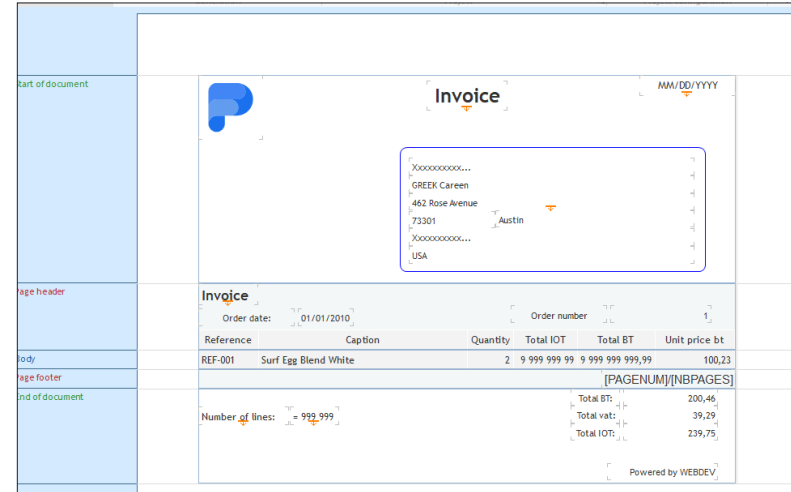 Start of document
MM/DD/YYYY
Invoice
Xxxxxxxxxx...
GREEK Careen
462 Rose Avenue
73301 Austin
Xxxxxxxxxx...
USA
Page header
Invoice
Order date: 01/01/2010 Order number 1
Reference Caption Quantity Total IOT Total BT Unit price bt
Body
REF-001 Surf Egg Blend White 2 9 999 999 99 9 999 999 999,99 100,23
Page footer
[PAGENUM]/[NBPAGES]
End of document
Total BT: 200,46
Number of lines: = 999,999 Total vat: 39,29
Total IOT: 239,75
Powered by WEBDEV